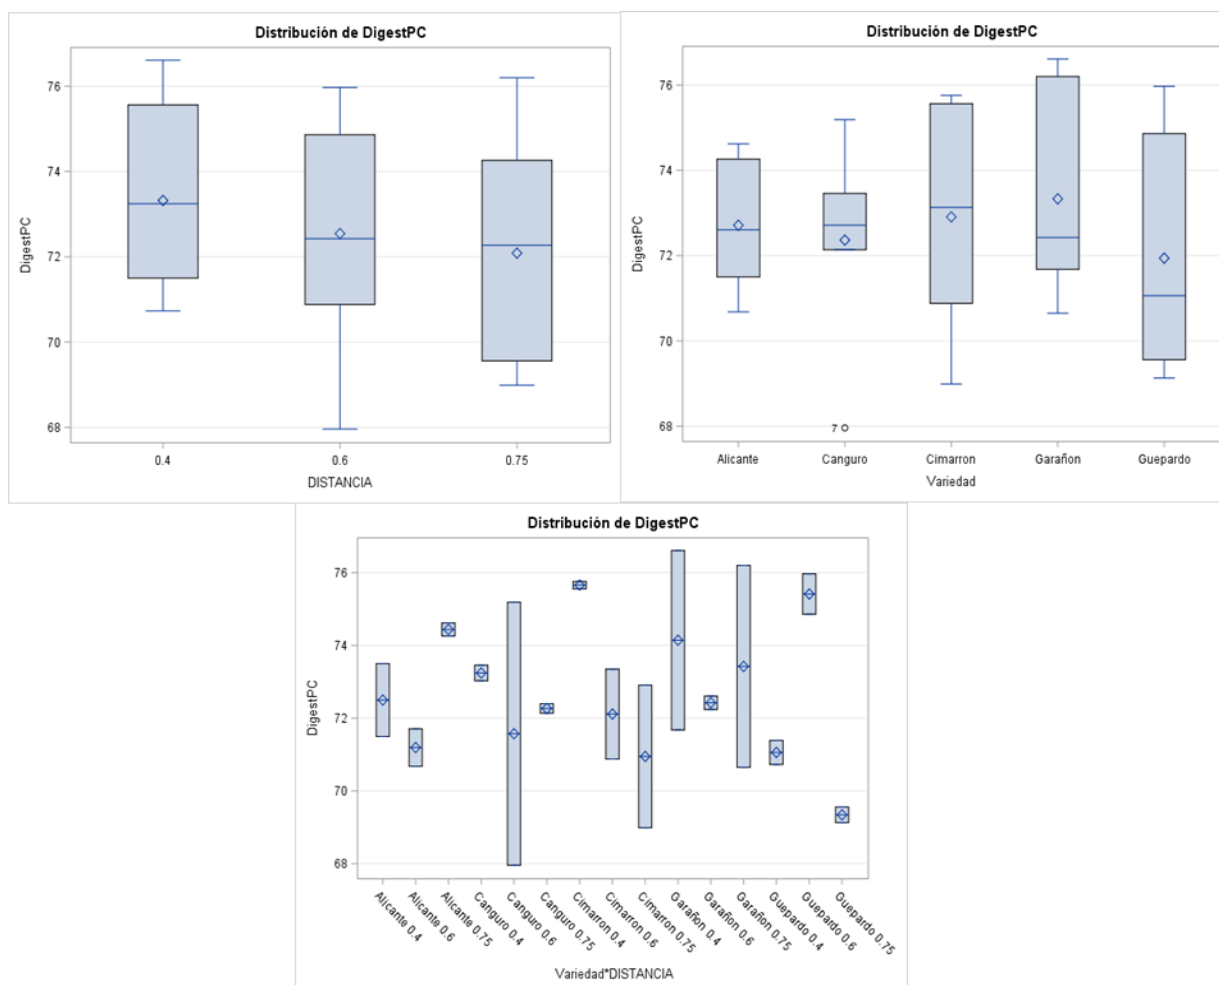 Distribución de DigestPC
76
74
72
70
68
DigestPC
0.4
0.6
0.75
DISTANCIA
Distribución de DigestPC
76
74
72
70
68
DigestPC
7
Alicante
Canguro
Cimarron
Garañon
Guepardo
Variedad
Distribución de DigestPC
76
74
72
70
68
DigestPC
Alicante 0.4
Alicante 0.6
Alicante 0.75
Canguro 0.4
Canguro 0.6
Canguro 0.75
Cimarron 0.4
Cimarron 0.6
Cimarron 0.75
Garañon 0.4
Garañon 0.6
Garañon 0.75
Guepardo 0.4
Guepardo 0.6
Guepardo 0.75
Variedad*DISTANCIA